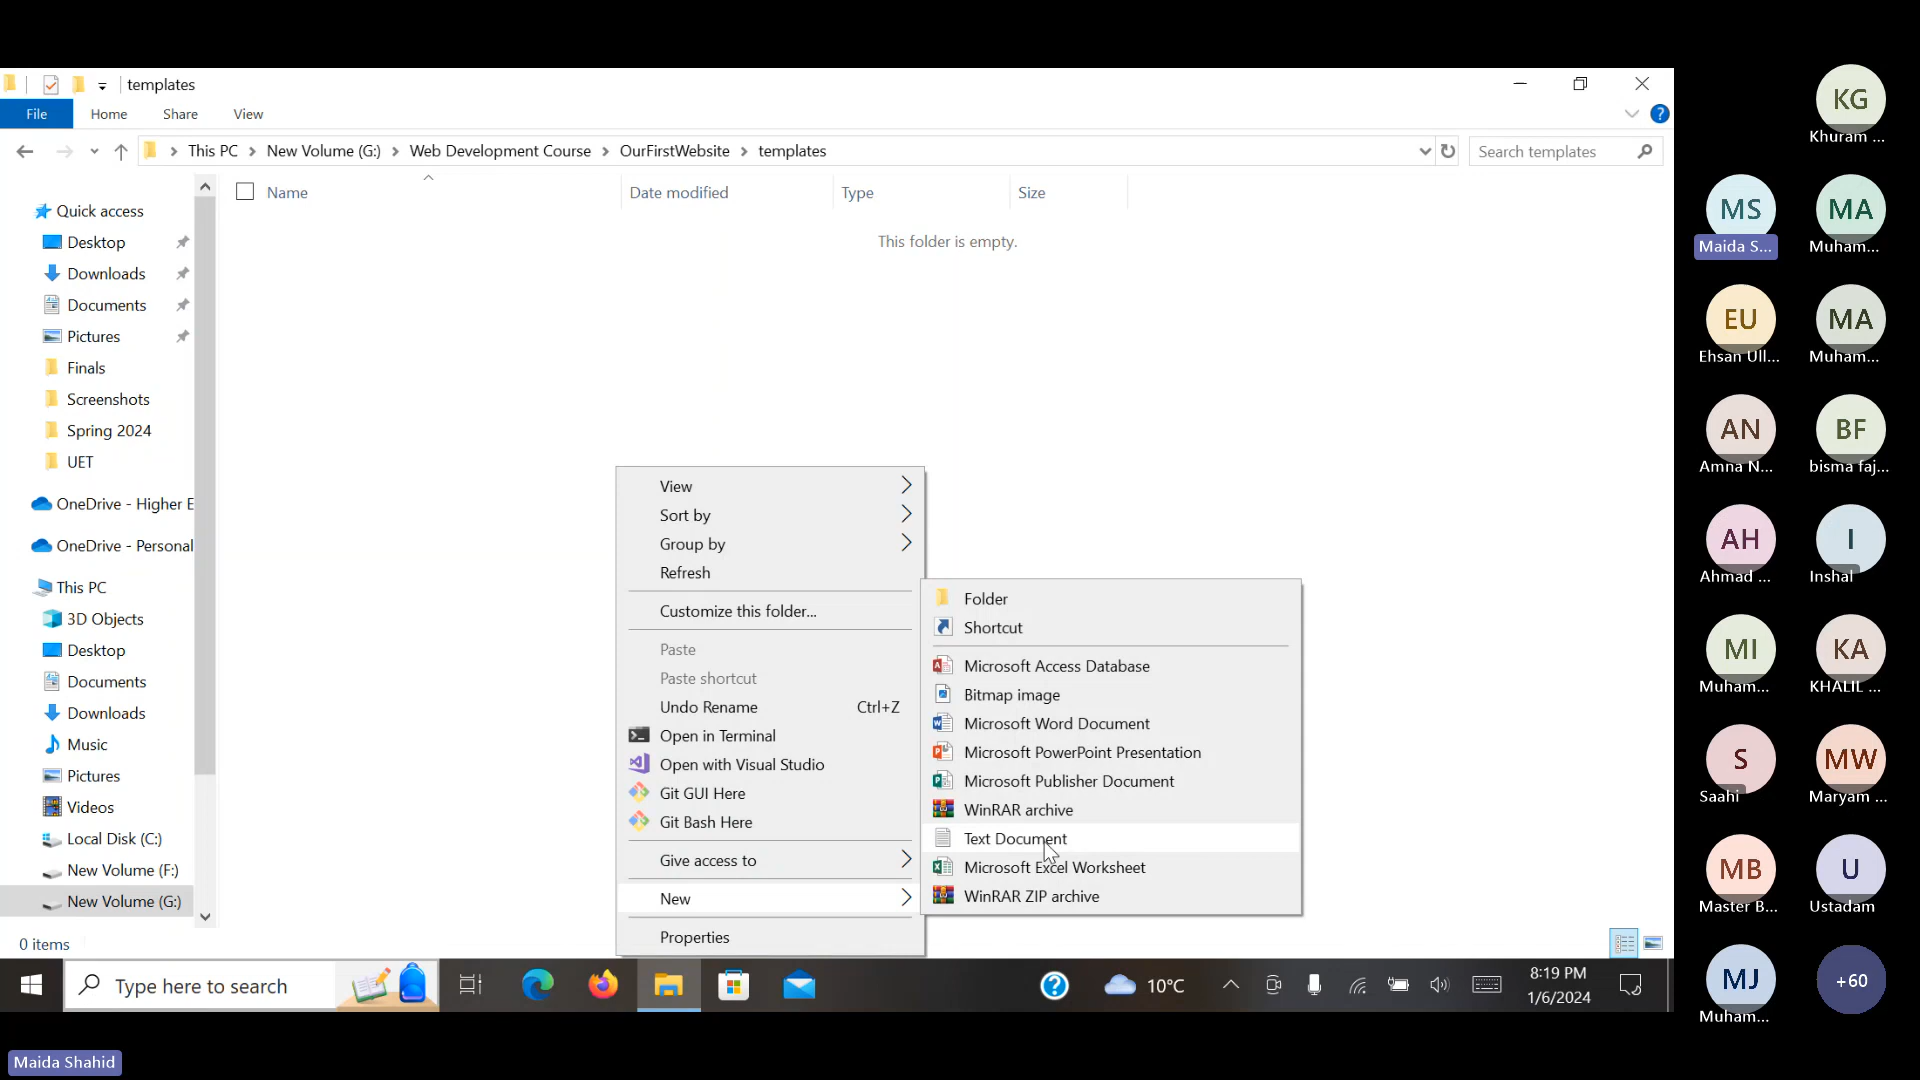 templates
File
Home
Share
View
This PC
New Volume (G:)
Web Development Course
OurFirstWebsite
templates
Search templates
Name
Date modified
Type
Size
This folder is empty.
Quick access
Desktop
Downloads
Documents
Pictures
Finals
Screenshots
Spring 2024
UET
OneDrive - Higher E
OneDrive - Personal
This PC
3D Objects
Desktop
Documents
Downloads
Music
Pictures
Videos
Local Disk (C:)
New Volume (F:)
New Volume (G:)
0 items
View
Sort by
Group by
Refresh
Customize this folder...
Paste
Paste shortcut
Undo Rename Ctrl+Z
Open in Terminal
Open with Visual Studio
Git GUI Here
Git Bash Here
Give access to
New
Properties
Folder
Shortcut
Microsoft Access Database
Bitmap image
Microsoft Word Document
Microsoft PowerPoint Presentation
Microsoft Publisher Document
WinRAR archive
Text Document
Microsoft Excel Worksheet
WinRAR ZIP archive
Type here to search
10°C
8:19 PM
1/6/2024
KG
Khuram ...
MS
Maida S...
MA
Muham...
EU
Ehsan Ull...
MA
Muham...
AN
Amna N...
BF
bisma faj...
AH
Ahmad ...
I
Inshal
MI
Muham...
KA
KHALIL ...
S
Saahi
MW
Maryam ...
MB
Master B...
U
Ustadam
MJ
Muham...
+60
Maida Shahid